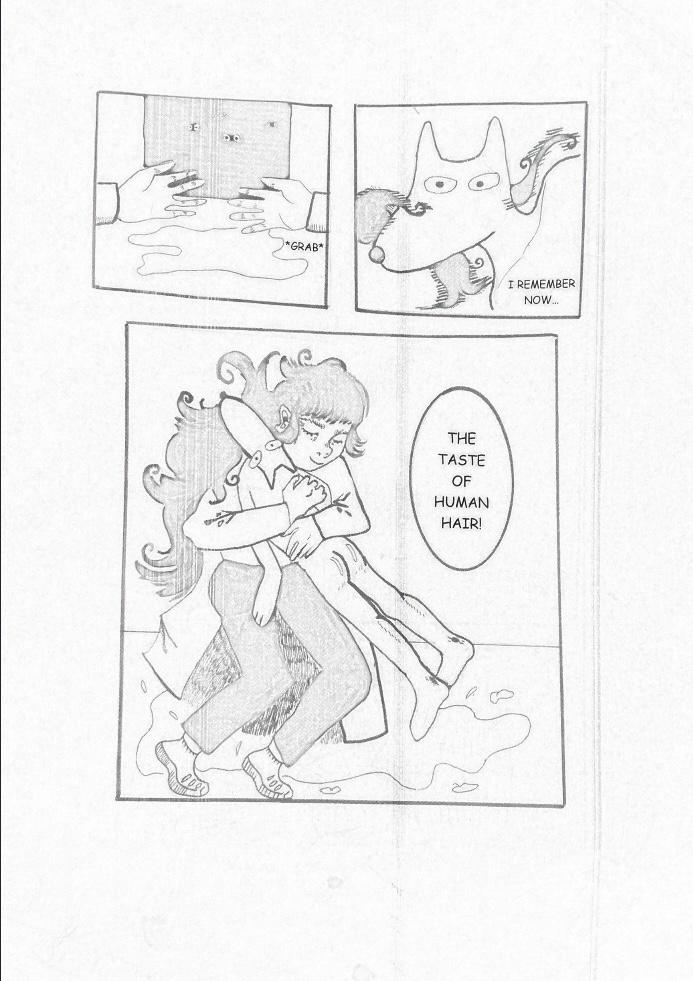 *GRAB*
I REMEMBER
NOW...
THE
TASTE
OF
HUMAN
HAIR!